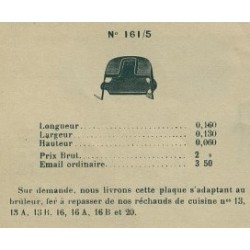 N° 161/5
Longueur 0,160
Largeur 0,130
Hauteur 0,060
Prix Brut. 2 »
Email ordinaire. 3 50
Sur demande, nous livrons cette plaque s'adaptant au
brûleur, fer à repasser de nos réchauds de cuisine nos 13,
13 A, 13 B, 16, 16 A, 16 B et 20.